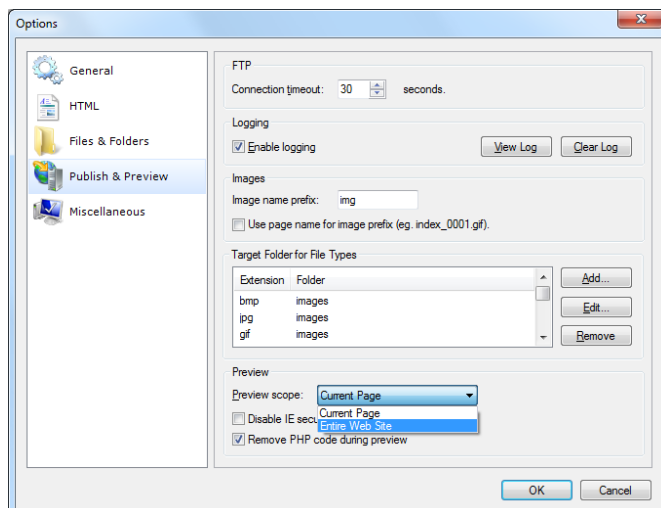 Options
General
HTML
Files & Folders
Publish & Preview
Miscellaneous
FTP
Connection timeout: 30 seconds.
Logging
Enable logging View Log Clear Log
Images
Image name prefix: img
Use page name for image prefix (eg. index_0001.gif).
Target Folder for File Types
Extension Folder Add...
bmp images
jpg images Edit...
gif images Remove
Preview
Preview scope: Current Page
Current Page
Disable IE Entire Web Site
Remove PHP code during preview
OK Cancel